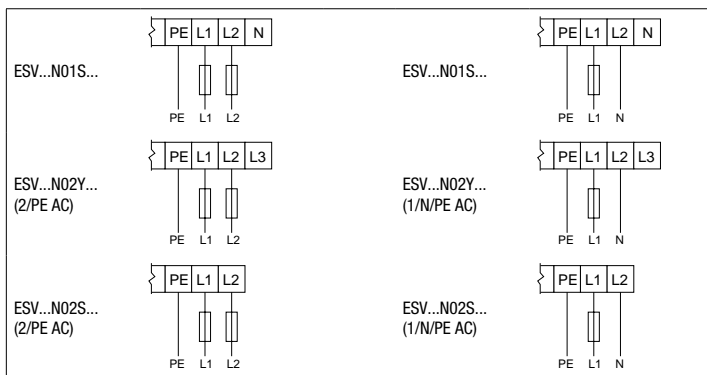 PE L1 L2 N
ESV...N01S...
PE L1 L2
PE L1 L2 N
ESV...N01S...
PE L1 N
PE L1 L2 L3
ESV...N02Y...
(2/PE AC)
PE L1 L2
PE L1 L2 L3
ESV...N02Y...
(1/N/PE AC)
PE L1 N
PE L1 L2
ESV...N02S...
(2/PE AC)
PE L1 L2
PE L1 L2
ESV...N02S...
(1/N/PE AC)
PE L1 N